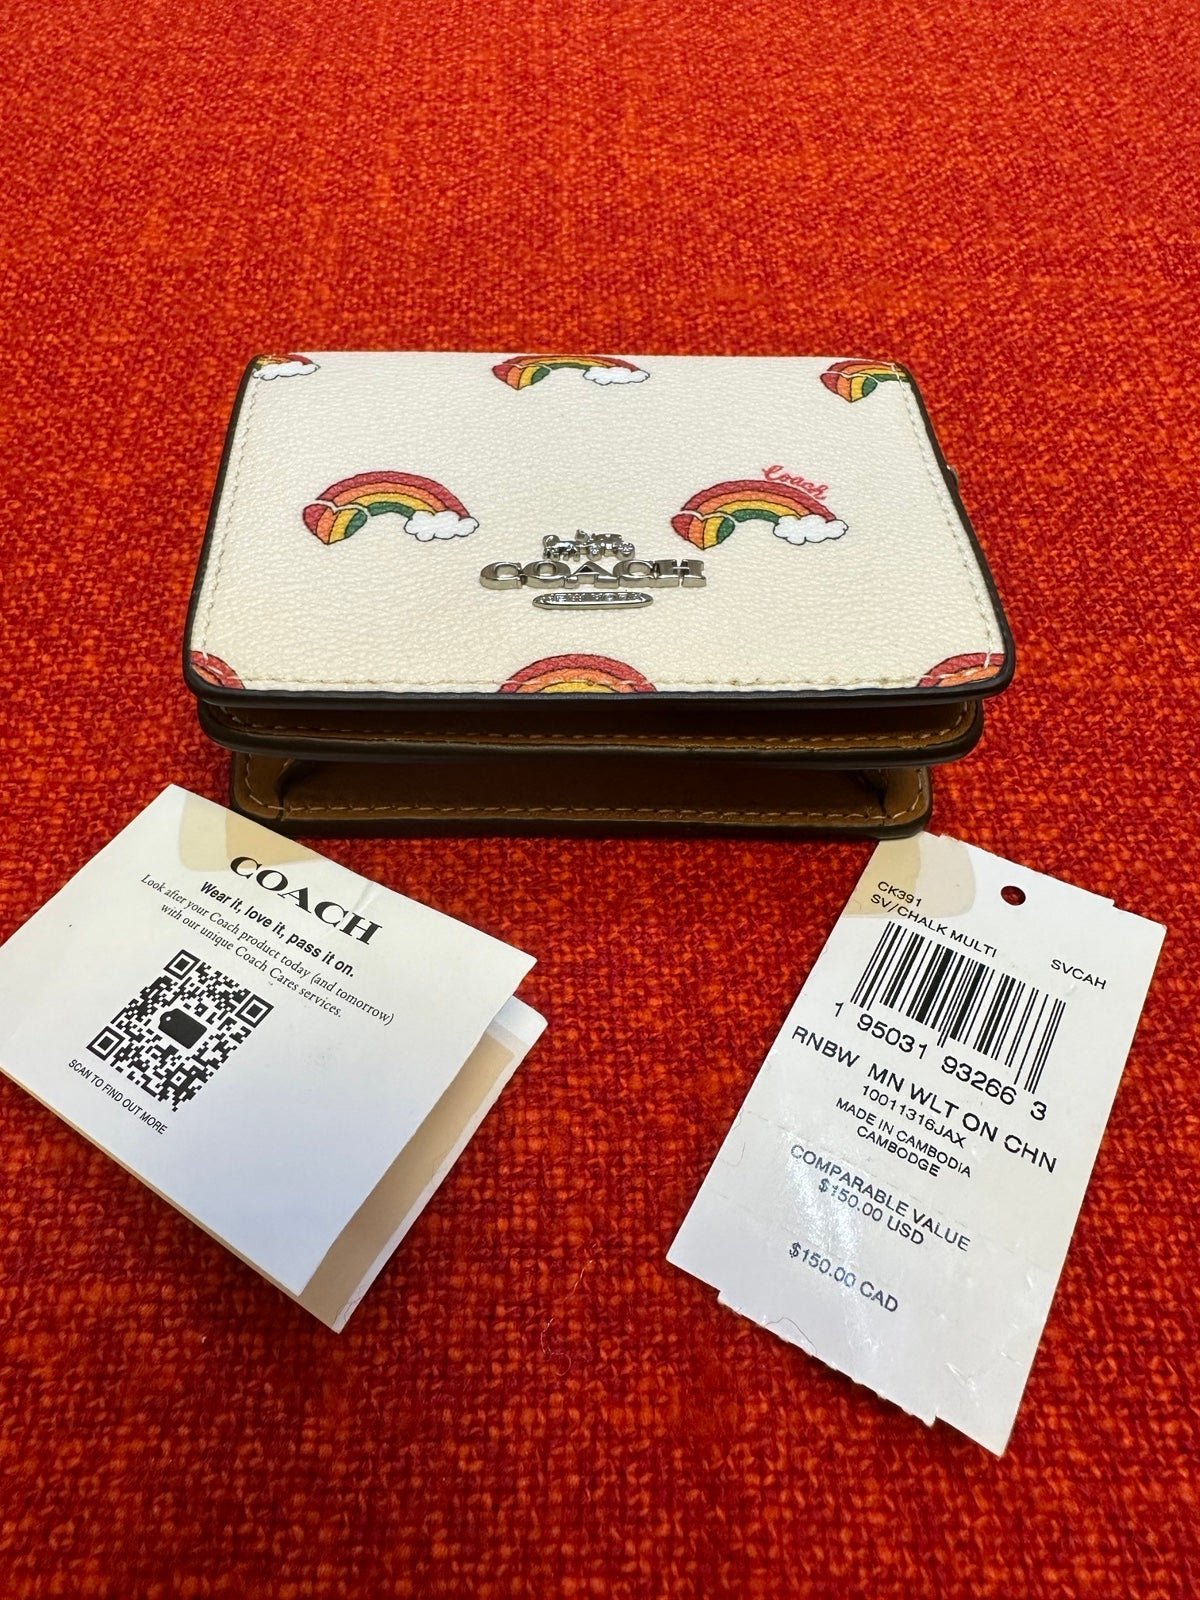 Coach
COACH
NEW YORK
COACH
Wear it, love it, pass it on.
Look after your Coach product today (and tomorrow)
with our unique Coach Cares services.
SCAN TO FIND OUT MORE
CK391
SV/CHALK MULTI
SVCAH
1 95031 93266 3
RNBW MN WLT ON CHN
10011316JAX
MADE IN CAMBODIA
CAMBODGE
COMPARABLE VALUE
$150.00 USD
$150.00 CAD